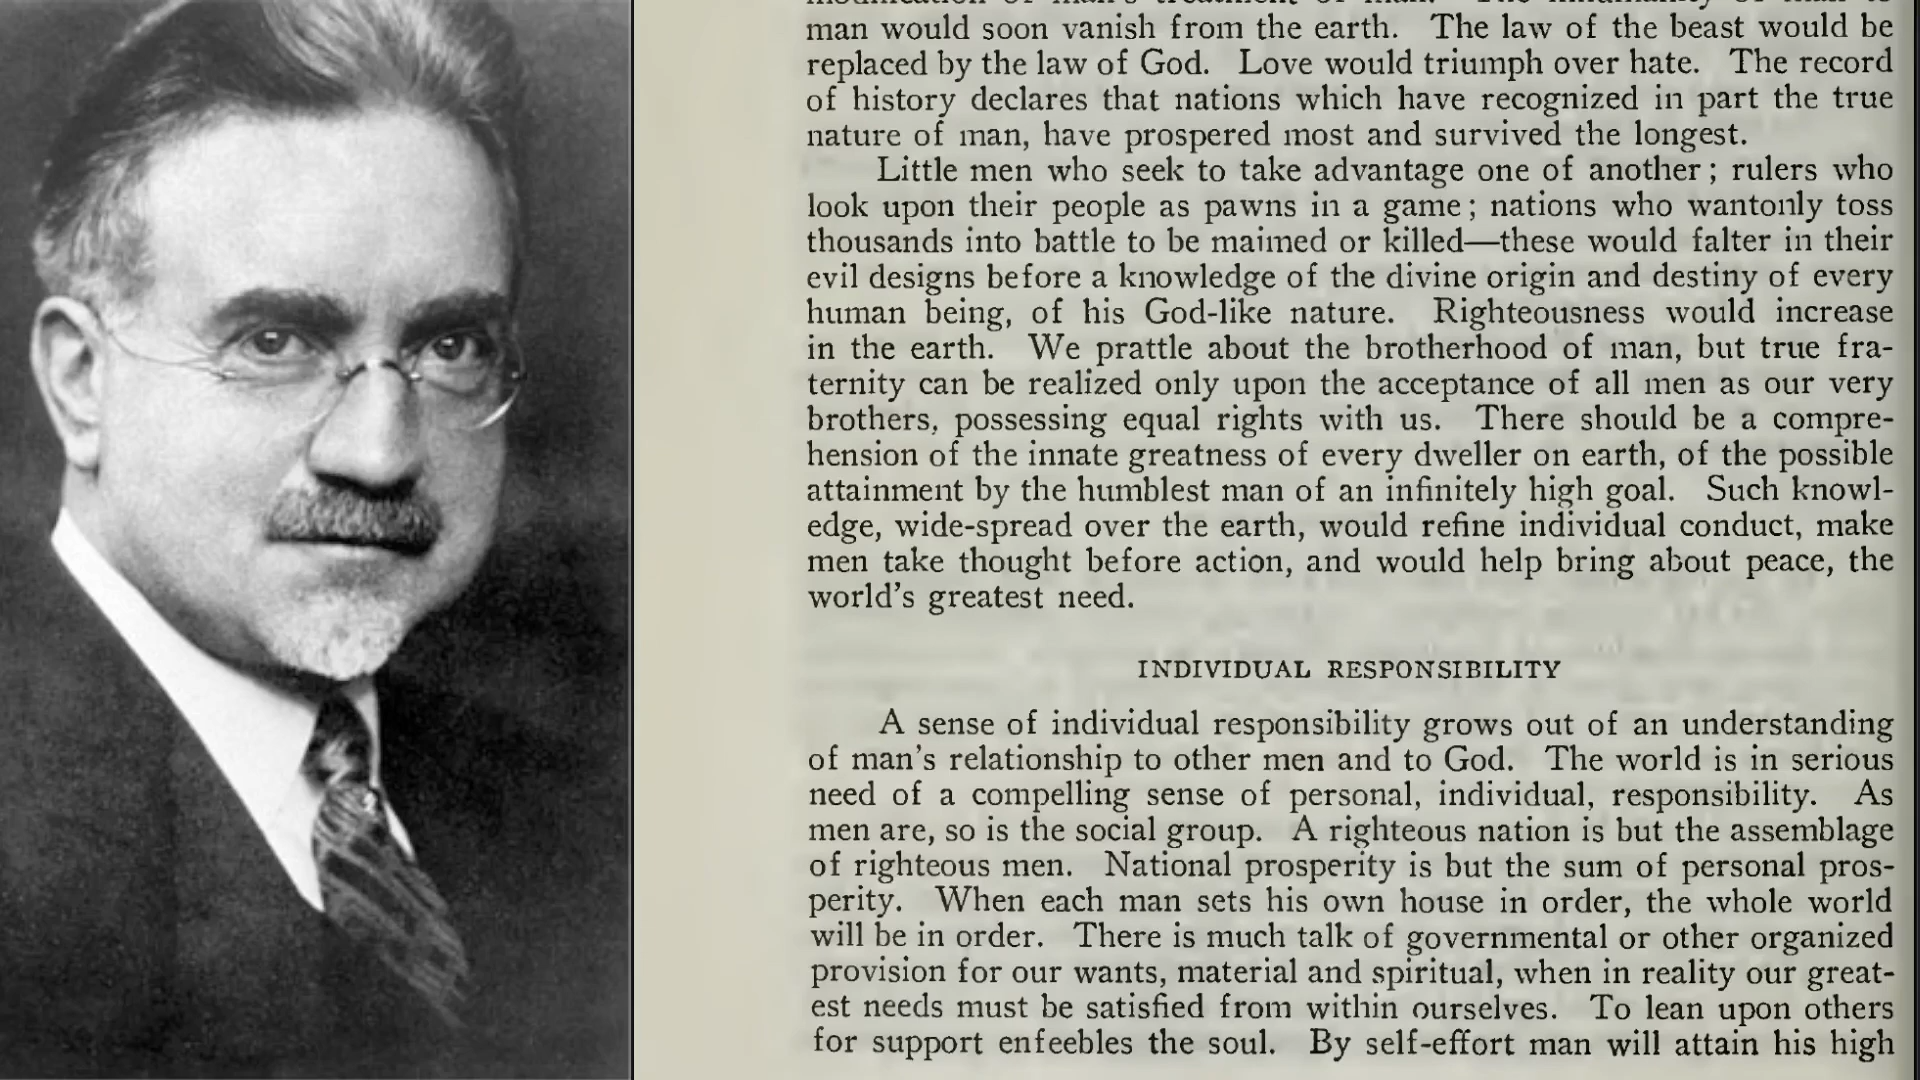 man would soon vanish from the earth. The law of the beast would be
replaced by the law of God. Love would triumph over hate. The record
of history declares that nations which have recognized in part the true
nature of man, have prospered most and survived the longest.
Little men who seek to take advantage one of another; rulers who
look upon their people as pawns in a game; nations who wantonly toss
thousands into battle to be maimed or killed—these would falter in their
evil designs before a knowledge of the divine origin and destiny of every
human being, of his God-like nature. Righteousness would increase
in the earth. We prattle about the brotherhood of man, but true fra-
ternity can be realized only upon the acceptance of all men as our very
brothers, possessing equal rights with us. There should be a compre-
hension of the innate greatness of every dweller on earth, of the possible
attainment by the humblest man of an infinitely high goal. Such knowl-
edge, wide-spread over the earth, would refine individual conduct, make
men take thought before action, and would help bring about peace, the
world's greatest need.
INDIVIDUAL RESPONSIBILITY
A sense of individual responsibility grows out of an understanding
of man's relationship to other men and to God. The world is in serious
need of a compelling sense of personal, individual, responsibility. As
men are, so is the social group. A righteous nation is but the assemblage
of righteous men. National prosperity is but the sum of personal pros-
perity. When each man sets his own house in order, the whole world
will be in order. There is much talk of governmental or other organized
provision for our wants, material and spiritual, when in reality our great-
est needs must be satisfied from within ourselves. To lean upon others
for support enfeebles the soul. By self-effort man will attain his high